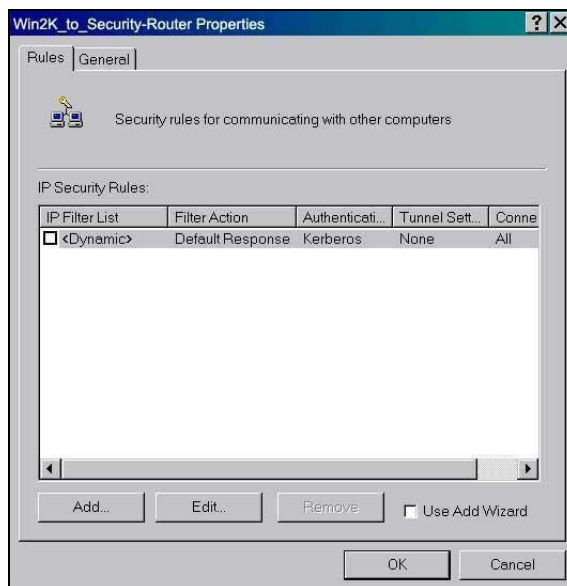 Win2K_to_Security-Router Properties
Rules General
Security rules for communicating with other computers
IP Security Rules:
IP Filter List Filter Action Authenticati... Tunnel Sett... Conne
<Dynamic> Default Response Kerberos None All
Add... Edit... Remove Use Add Wizard
OK Cancel